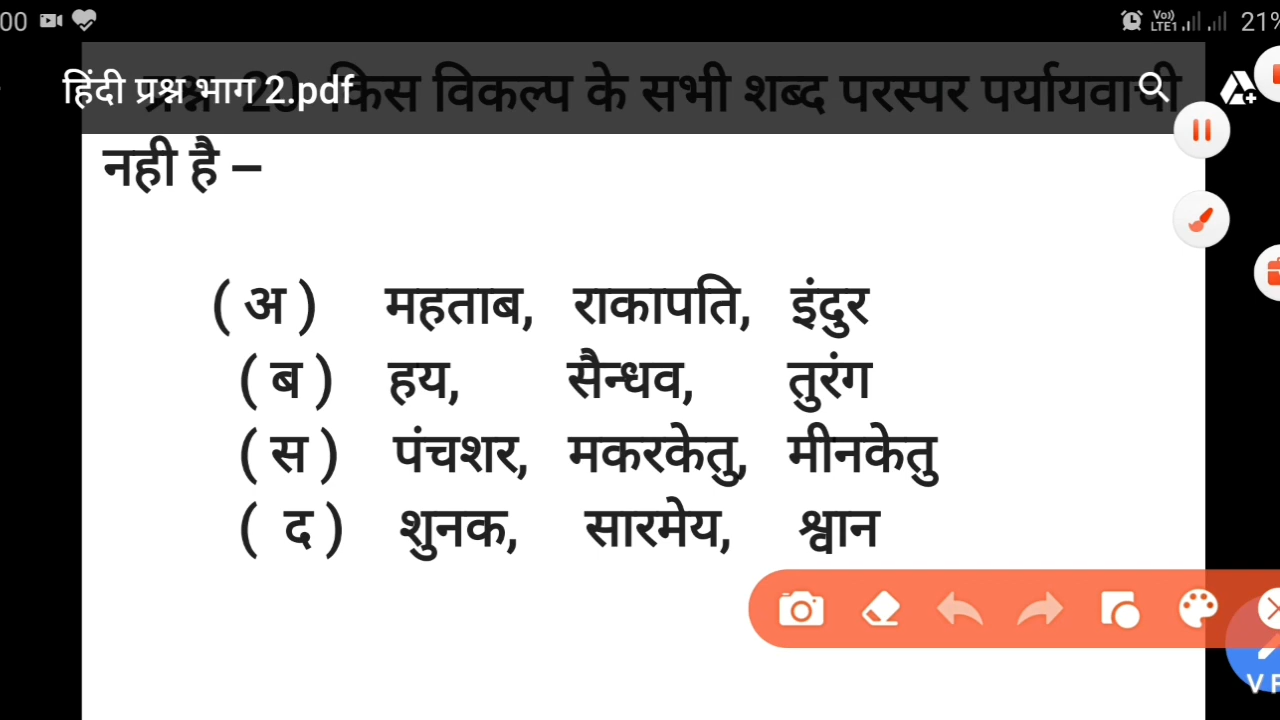 00 Vo) LTE1 21%
हिंदी प्रश्न भाग 2.pdf
किस विकल्प के सभी शब्द परस्पर पर्यायवाची
नही है –
( अ ) महताब, राकापति, इंदुर
( ब ) हय, सैन्धव, तुरंग
( स ) पंचशर, मकरकेतु, मीनकेतु
( द ) शुनक, सारमेय, श्वान